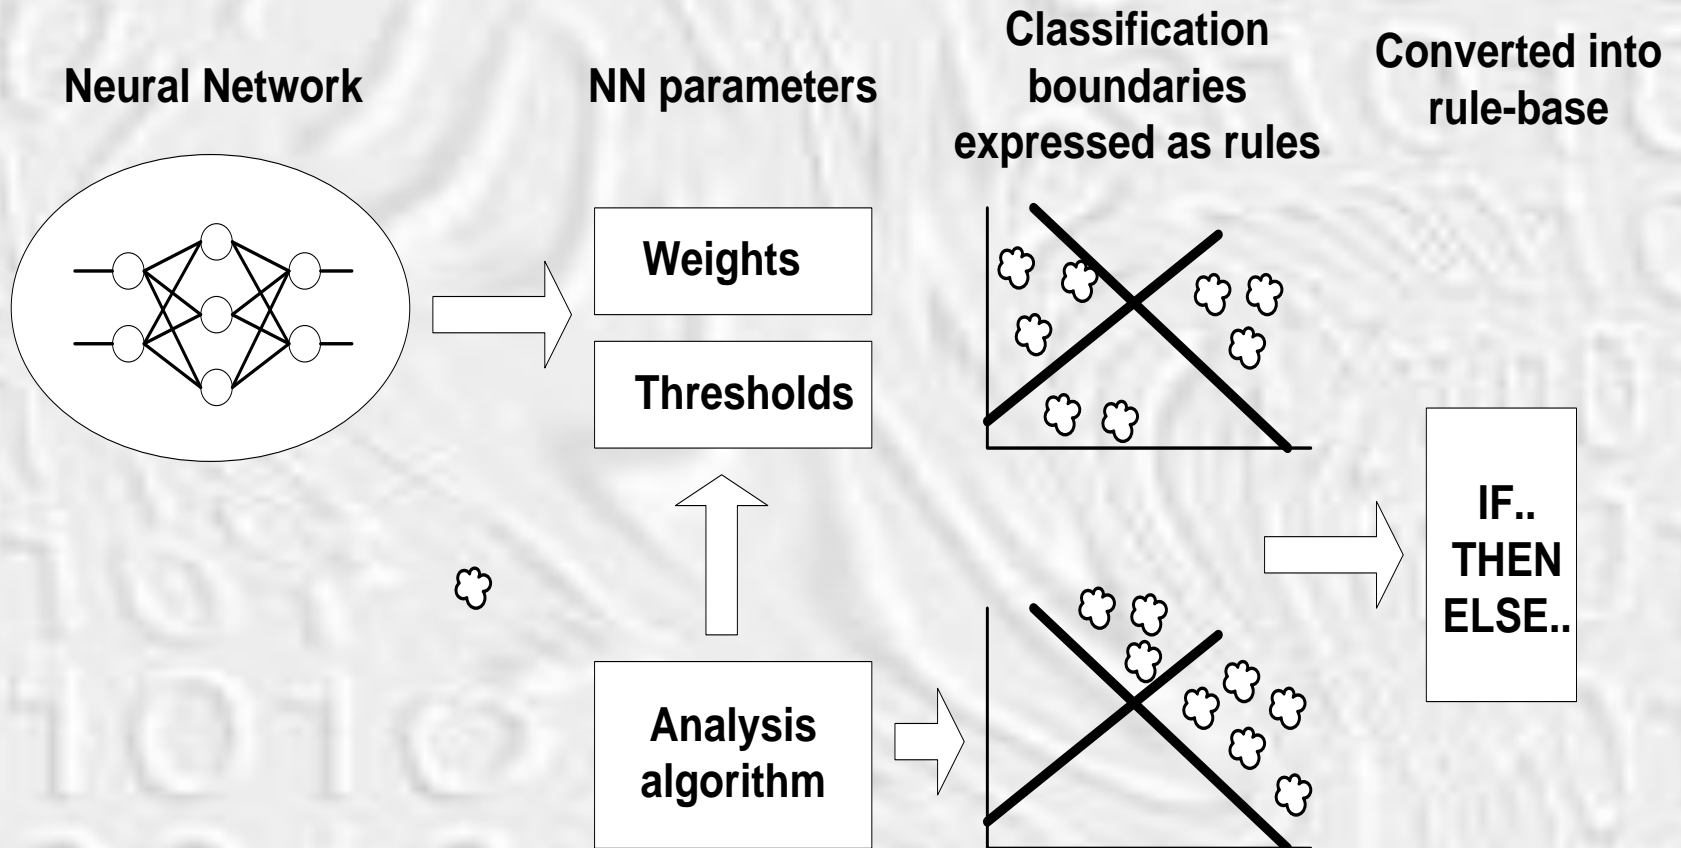 Neural Network
NN parameters
Classification
boundaries
expressed as rules
Converted into
rule-base
Weights
Thresholds
Analysis
algorithm
IF..
THEN
ELSE..